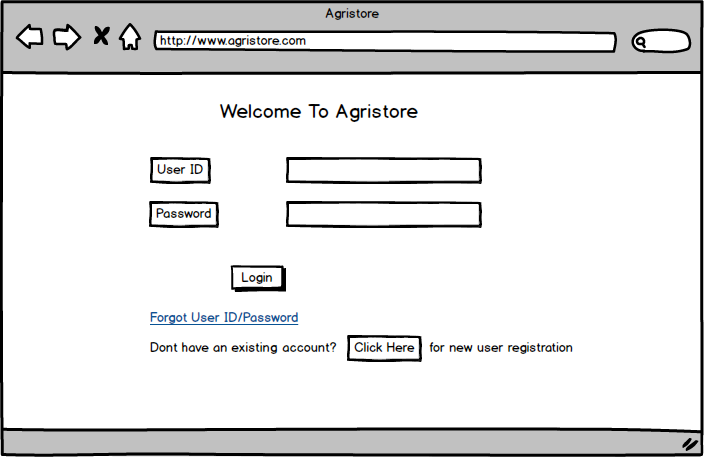 Agristore
http://www.agristore.com
Welcome To Agristore
User ID
Password
Login
Forgot User ID/Password
Dont have an existing account? Click Here for new user registration